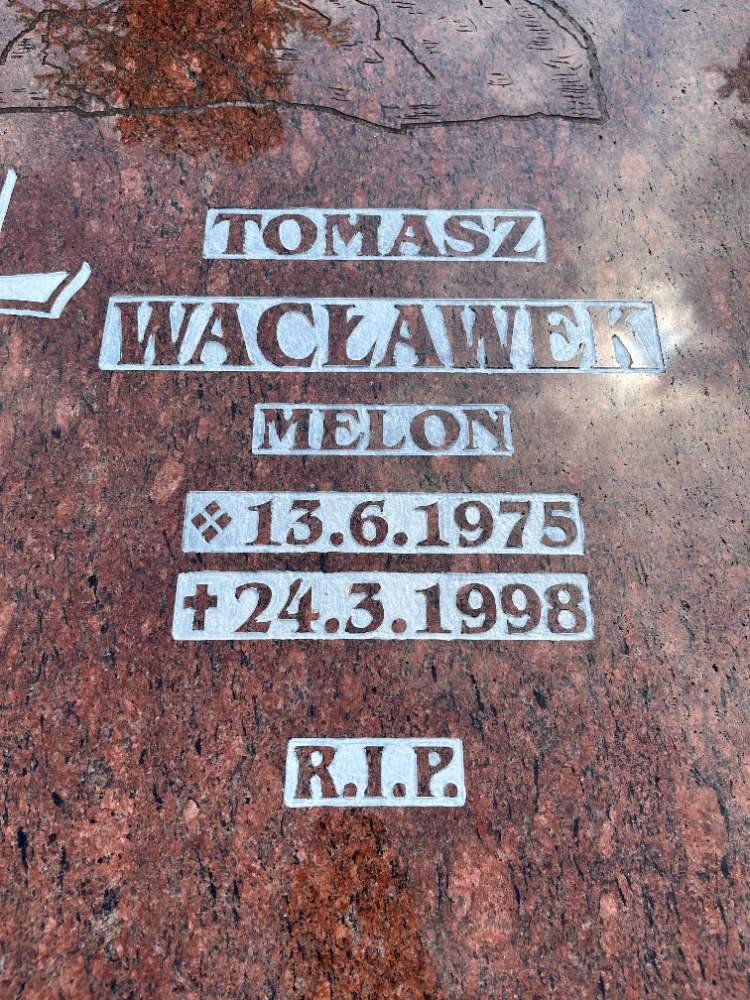 TOMASZ
WACŁAWEK
MELON
❖ 13.6.1975
✝ 24.3.1998
R.I.P.